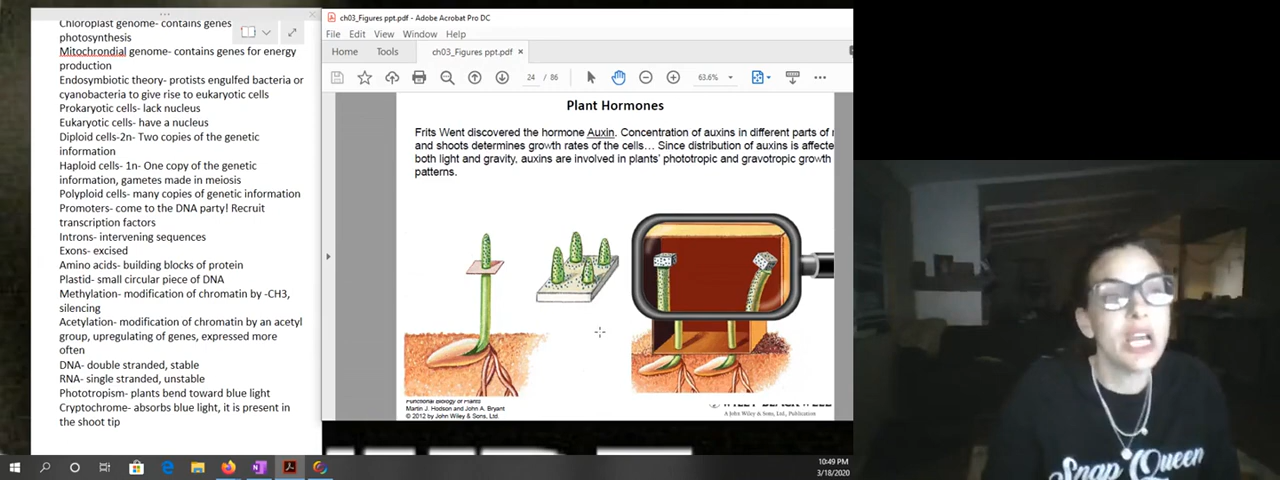 Chloroplast genome- contains genes
photosynthesis
Mitochrondial genome- contains genes for energy
production
Endosymbiotic theory- protists engulfed bacteria or
cyanobacteria to give rise to eukaryotic cells
Prokaryotic cells- lack nucleus
Eukaryotic cells- have a nucleus
Diploid cells-2n- Two copies of the genetic
information
Haploid cells- 1n- One copy of the genetic
information, gametes made in meiosis
Polyploid cells- many copies of genetic information
Promoters- come to the DNA party! Recruit
transcription factors
Introns- intervening sequences
Exons- excised
Amino acids- building blocks of protein
Plastid- small circular piece of DNA
Methylation- modification of chromatin by -CH3,
silencing
Acetylation- modification of chromatin by an acetyl
group, upregulating of genes, expressed more
often
DNA- double stranded, stable
RNA- single stranded, unstable
Phototropism- plants bend toward blue light
Cryptochrome- absorbs blue light, it is present in
the shoot tip
ch03_Figures ppt.pdf - Adobe Acrobat Pro DC
File Edit View Window Help
Home Tools ch03_Figures ppt.pdf ×
24 / 86 63.6%
Plant Hormones
Frits Went discovered the hormone Auxin. Concentration of auxins in different parts of
and shoots determines growth rates of the cells... Since distribution of auxins is affecte
both light and gravity, auxins are involved in plants' phototropic and gravotropic growth
patterns.
Functional Biology of Plants
Martin J. Hodson and John A. Bryant
© 2012 by John Wiley & Sons, Ltd.
WILEY-BLACKWELL
A John Wiley & Sons, Ltd., Publication
Snap Queen
10:49 PM
3/18/2020